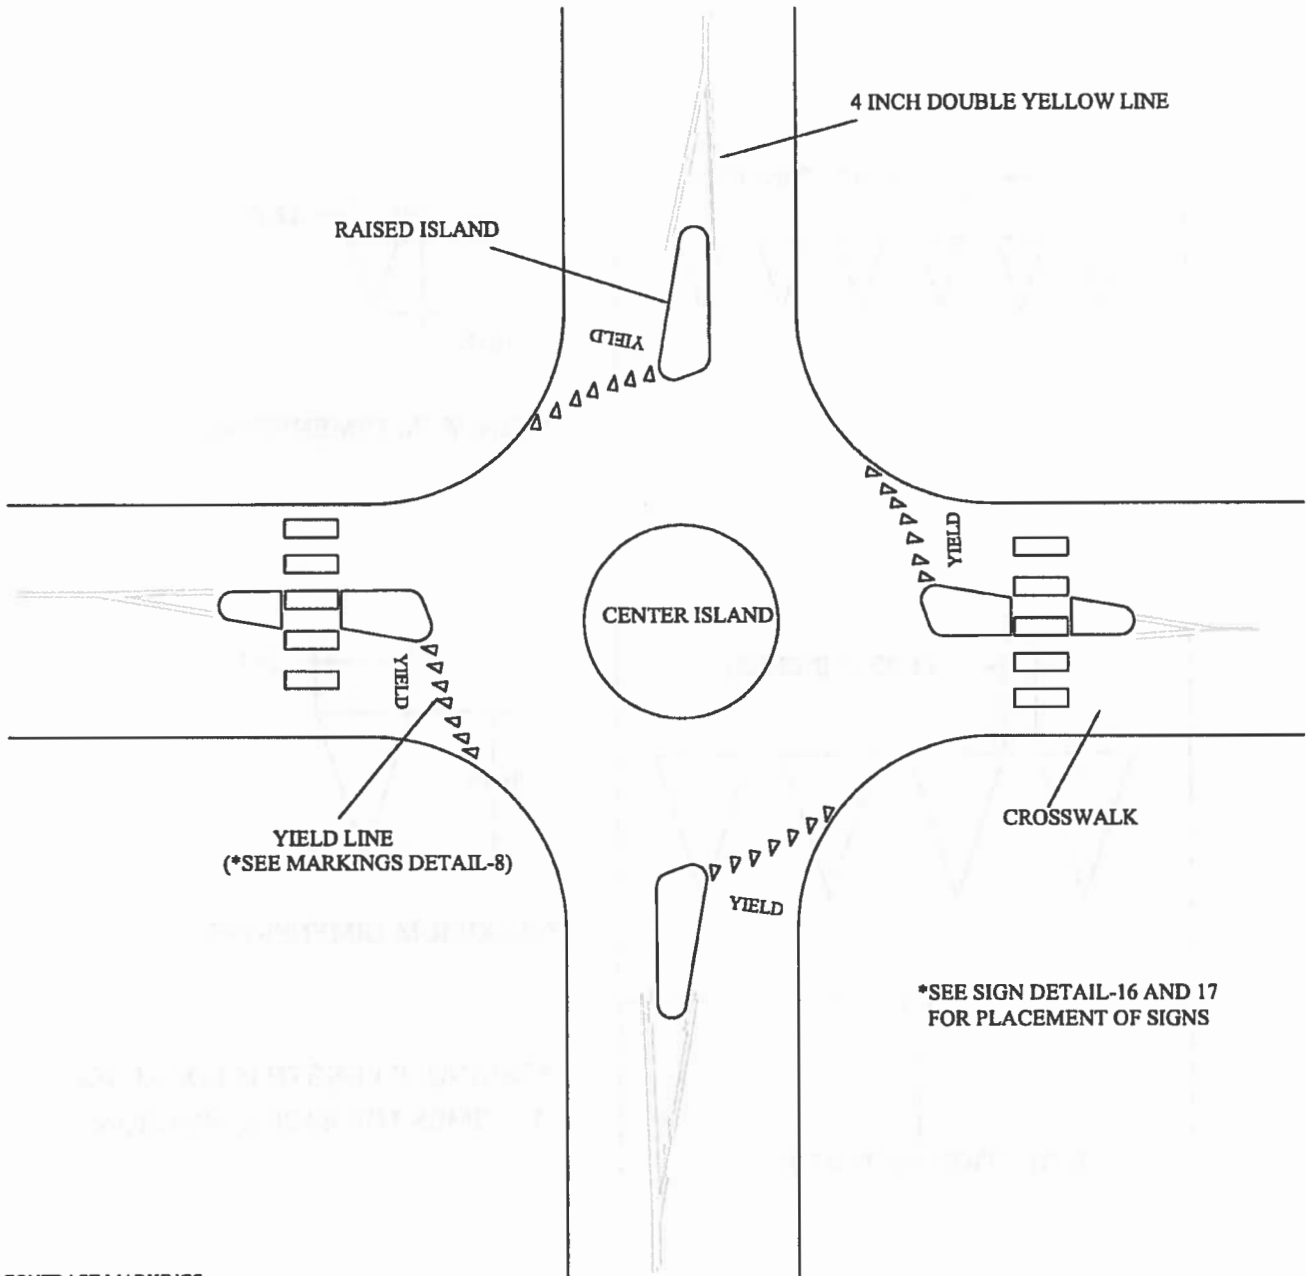 4 INCH DOUBLE YELLOW LINE
RAISED ISLAND
YIELD
YIELD
CENTER ISLAND
YIELD
CROSSWALK
YIELD LINE
(*SEE MARKINGS DETAIL-8)
YIELD
*SEE SIGN DETAIL-16 AND 17
FOR PLACEMENT OF SIGNS